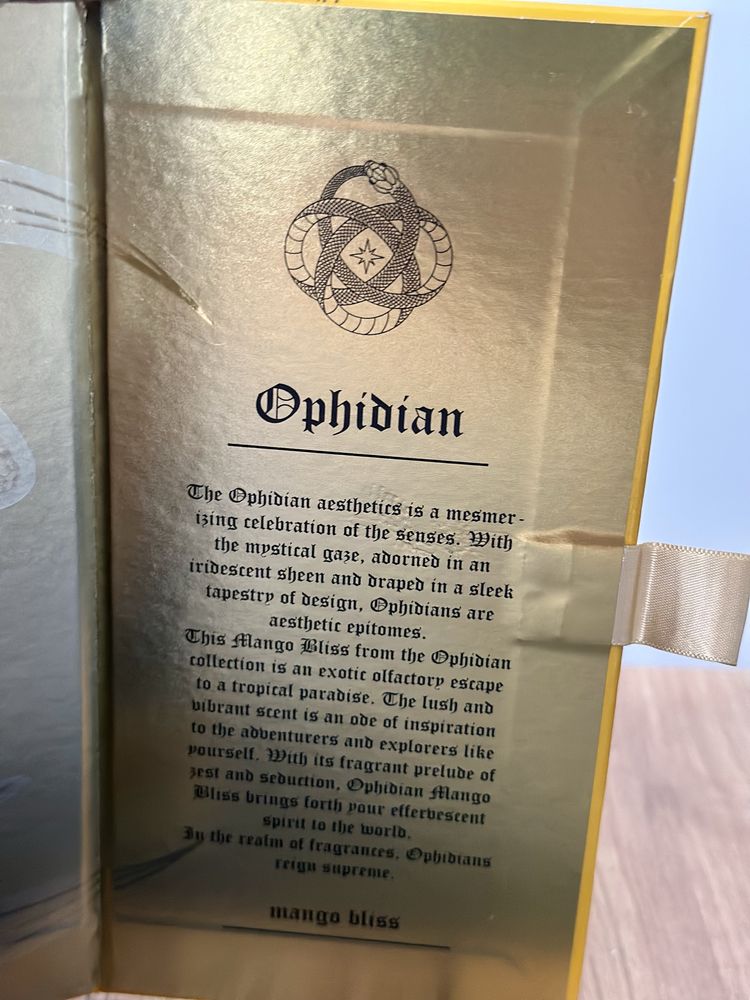 Ophidian
The Ophidian aesthetics is a mesmer-
izing celebration of the senses. With
the mystical gaze, adorned in an
iridescent sheen and draped in a sleek
tapestry of design, Ophidians are
aesthetic epitomes.
This Mango Bliss from the Ophidian
collection is an exotic olfactory escape
to a tropical paradise. The lush and
vibrant scent is an ode of inspiration
to the adventurers and explorers like
yourself. With its fragrant prelude of
zest and seduction, Ophidian Mango
Bliss brings forth your effervescent
spirit to the world.
In the realm of fragrances, Ophidians
reign supreme.
mango bliss